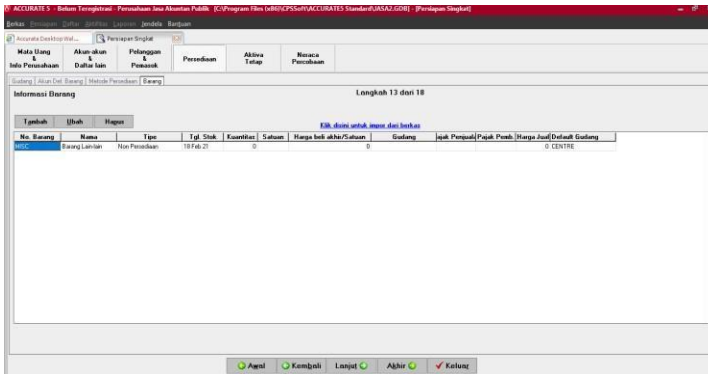 ACCURATE 5 - Belum Teregistrasi - Perusahaan Jasa Akuntan Publik [C:\Program Files (x86)\CPSSoft\ACCURATE5 Standard\JASA2.GDB] - [Persiapan Singkat]
Berkas Persiapan Daftar Aktifitas Laporan Jendela Bantuan
Accurate Desktop Wal... Persiapan Singkat
Mata Uang & Info Perusahaan
Akun-akun & Daftar lain
Pelanggan & Pemasok
Persediaan
Aktiva Tetap
Neraca Percobaan
Gudang Akun Def. Barang Metode Persediaan Barang
Informasi Barang Langkah 13 dari 18
Tambah Ubah Hapus
Klik disini untuk impor dari berkas
No. Barang Nama Tipe Tgl. Stok Kuantitas Satuan Harga beli akhir/Satuan Gudang ajak Penjuala Pajak Pemb. Harga Jual Default Gudang
MISC Barang Lain-lain Non Persediaan 18 Feb 21 0 0 0 CENTRE
Awal Kembali Lanjut Akhir Keluar